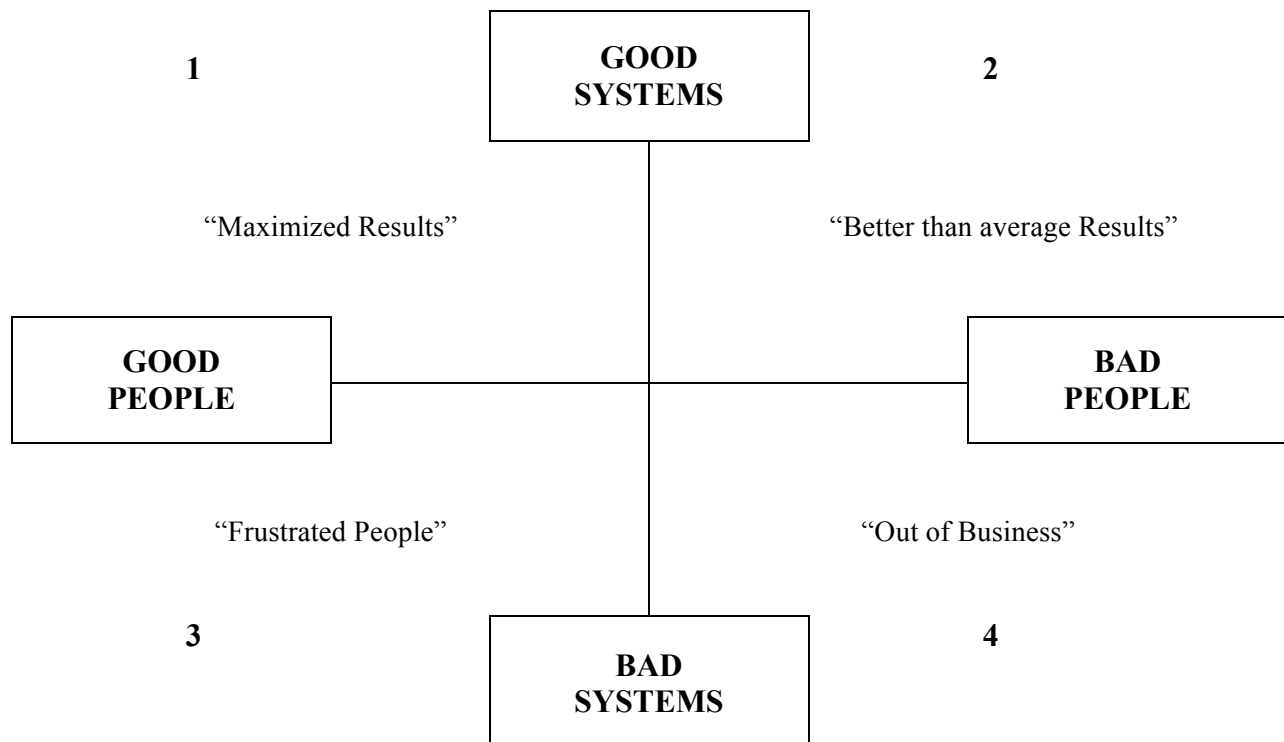 1
GOOD
SYSTEMS
2
“Maximized Results”
“Better than average Results”
GOOD
PEOPLE
BAD
PEOPLE
“Frustrated People”
“Out of Business”
3
BAD
SYSTEMS
4